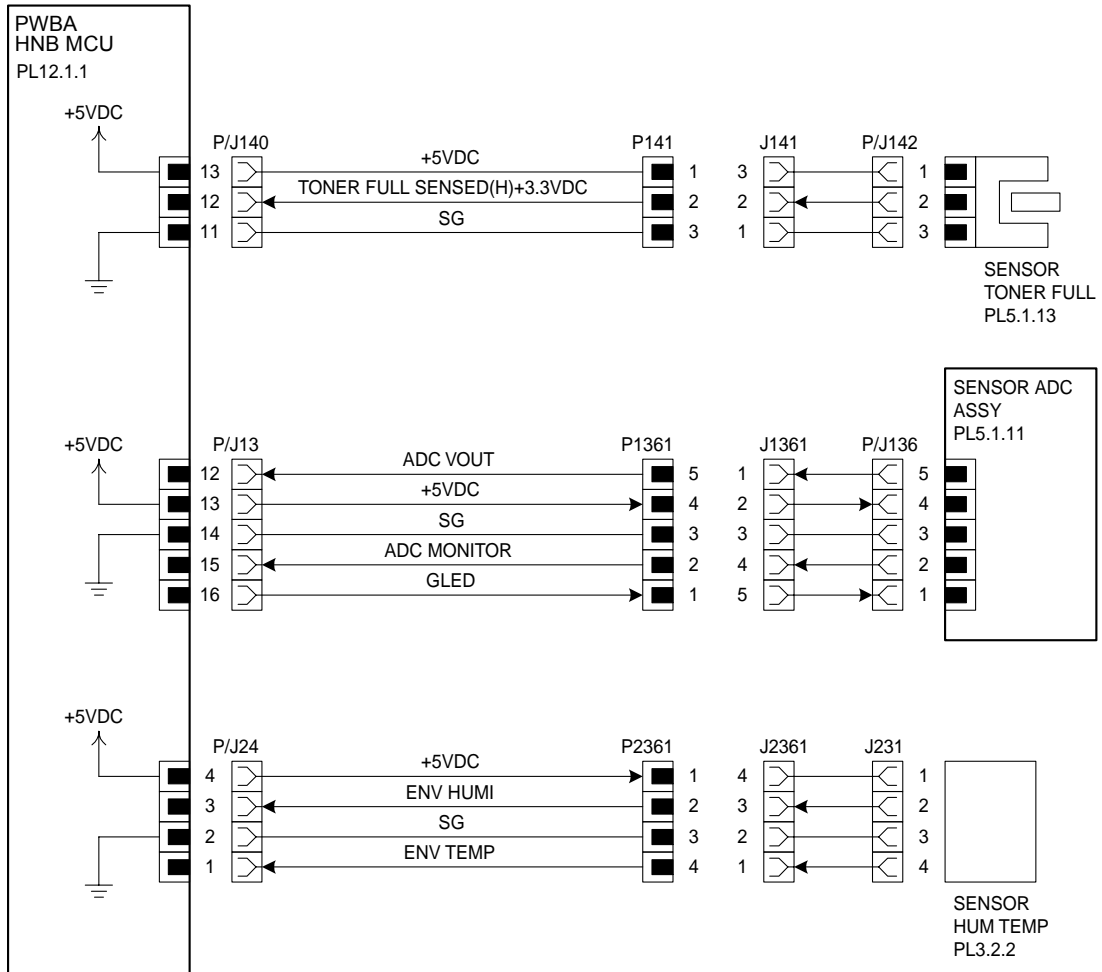 PWBA
HNB MCU
PL12.1.1
+5VDC
P/J140 P141 J141 P/J142
13 +5VDC 1 3 1
12 TONER FULL SENSED(H)+3.3VDC 2 2 2
11 SG 3 1 3
SENSOR
TONER FULL
PL5.1.13
SENSOR ADC
ASSY
PL5.1.11
+5VDC P/J13 P1361 J1361 P/J136
12 ADC VOUT 5 1 5
13 +5VDC 4 2 4
14 SG 3 3 3
15 ADC MONITOR 2 4 2
16 GLED 1 5 1
+5VDC
P/J24 P2361 J2361 J231
4 +5VDC 1 4 1
3 ENV HUMI 2 3 2
2 SG 3 2 3
1 ENV TEMP 4 1 4
SENSOR
HUM TEMP
PL3.2.2